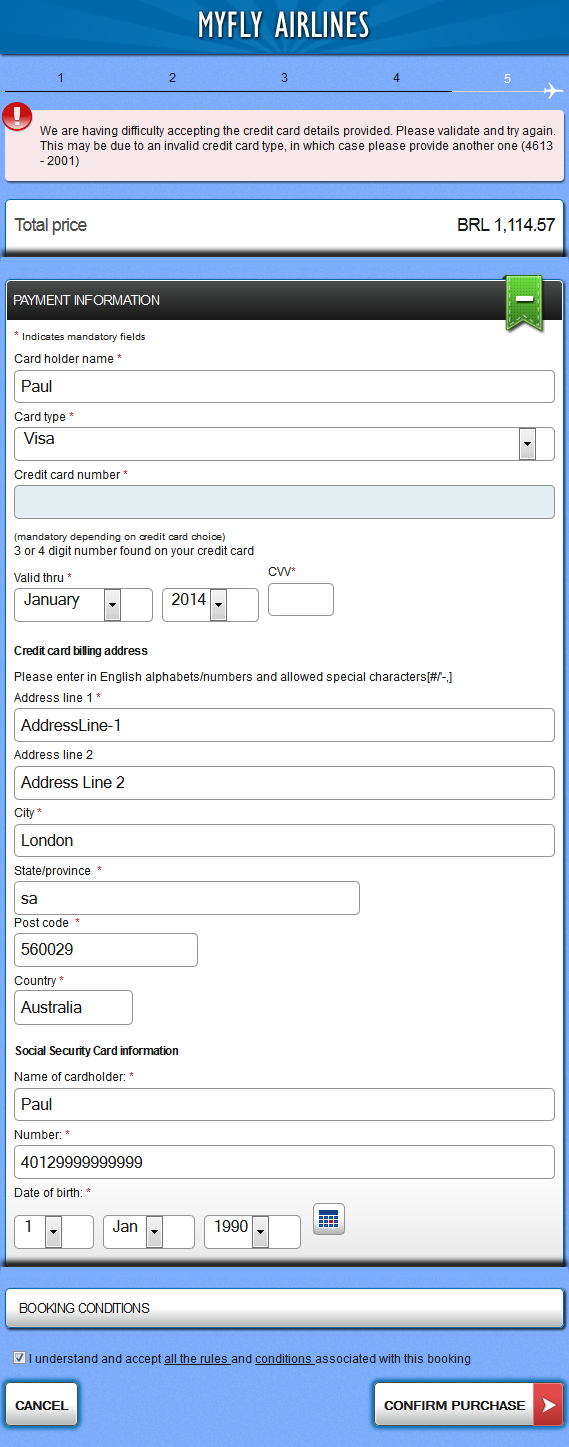 MYFLY AIRLINES
1 2 3 4 5
!
We are having difficulty accepting the credit card details provided. Please validate and try again.
This may be due to an invalid credit card type, in which case please provide another one (4613
- 2001)
Total price BRL 1,114.57
PAYMENT INFORMATION
* Indicates mandatory fields
Card holder name *
Paul
Card type *
Visa
Credit card number *
(mandatory depending on credit card choice)
3 or 4 digit number found on your credit card
Valid thru * CVV*
January 2014
Credit card billing address
Please enter in English alphabets/numbers and allowed special characters[#/'-,]
Address line 1 *
AddressLine-1
Address line 2
Address Line 2
City *
London
State/province *
sa
Post code *
560029
Country *
Australia
Social Security Card information
Name of cardholder: *
Paul
Number: *
40129999999999
Date of birth: *
1 Jan 1990
BOOKING CONDITIONS
I understand and accept all the rules and conditions associated with this booking
CANCEL CONFIRM PURCHASE